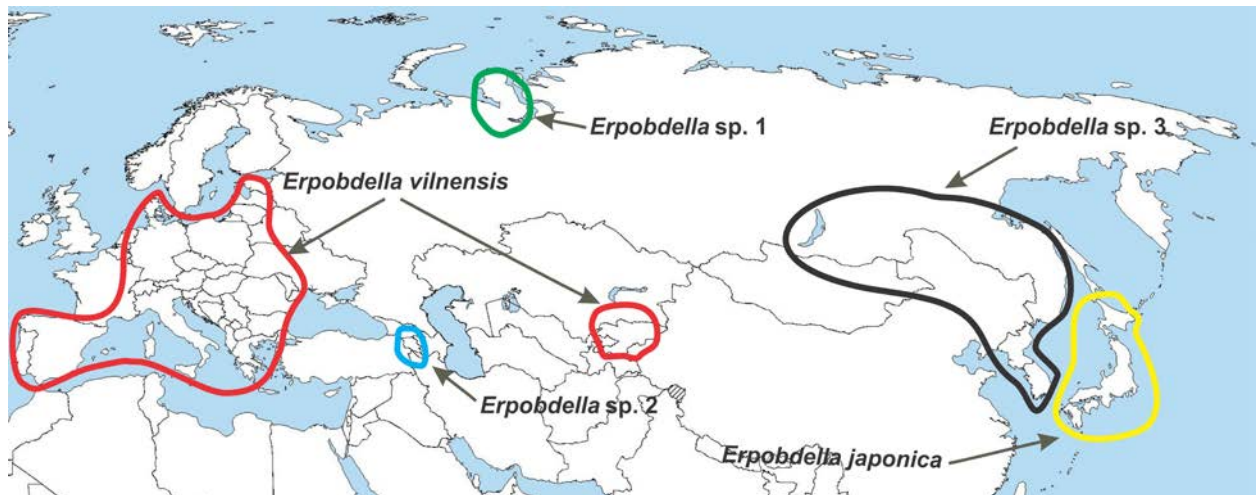 Erpobdella sp. 1
Erpobdella sp. 3
Erpobdella vilnensis
Erpobdella sp. 2
Erpobdella japonica